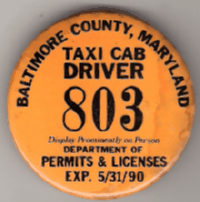 BALTIMORE COUNTY, MARYLAND
TAXI CAB
DRIVER
803
Display Prominently on Person
DEPARTMENT OF
PERMITS & LICENSES
EXP. 5/31/90